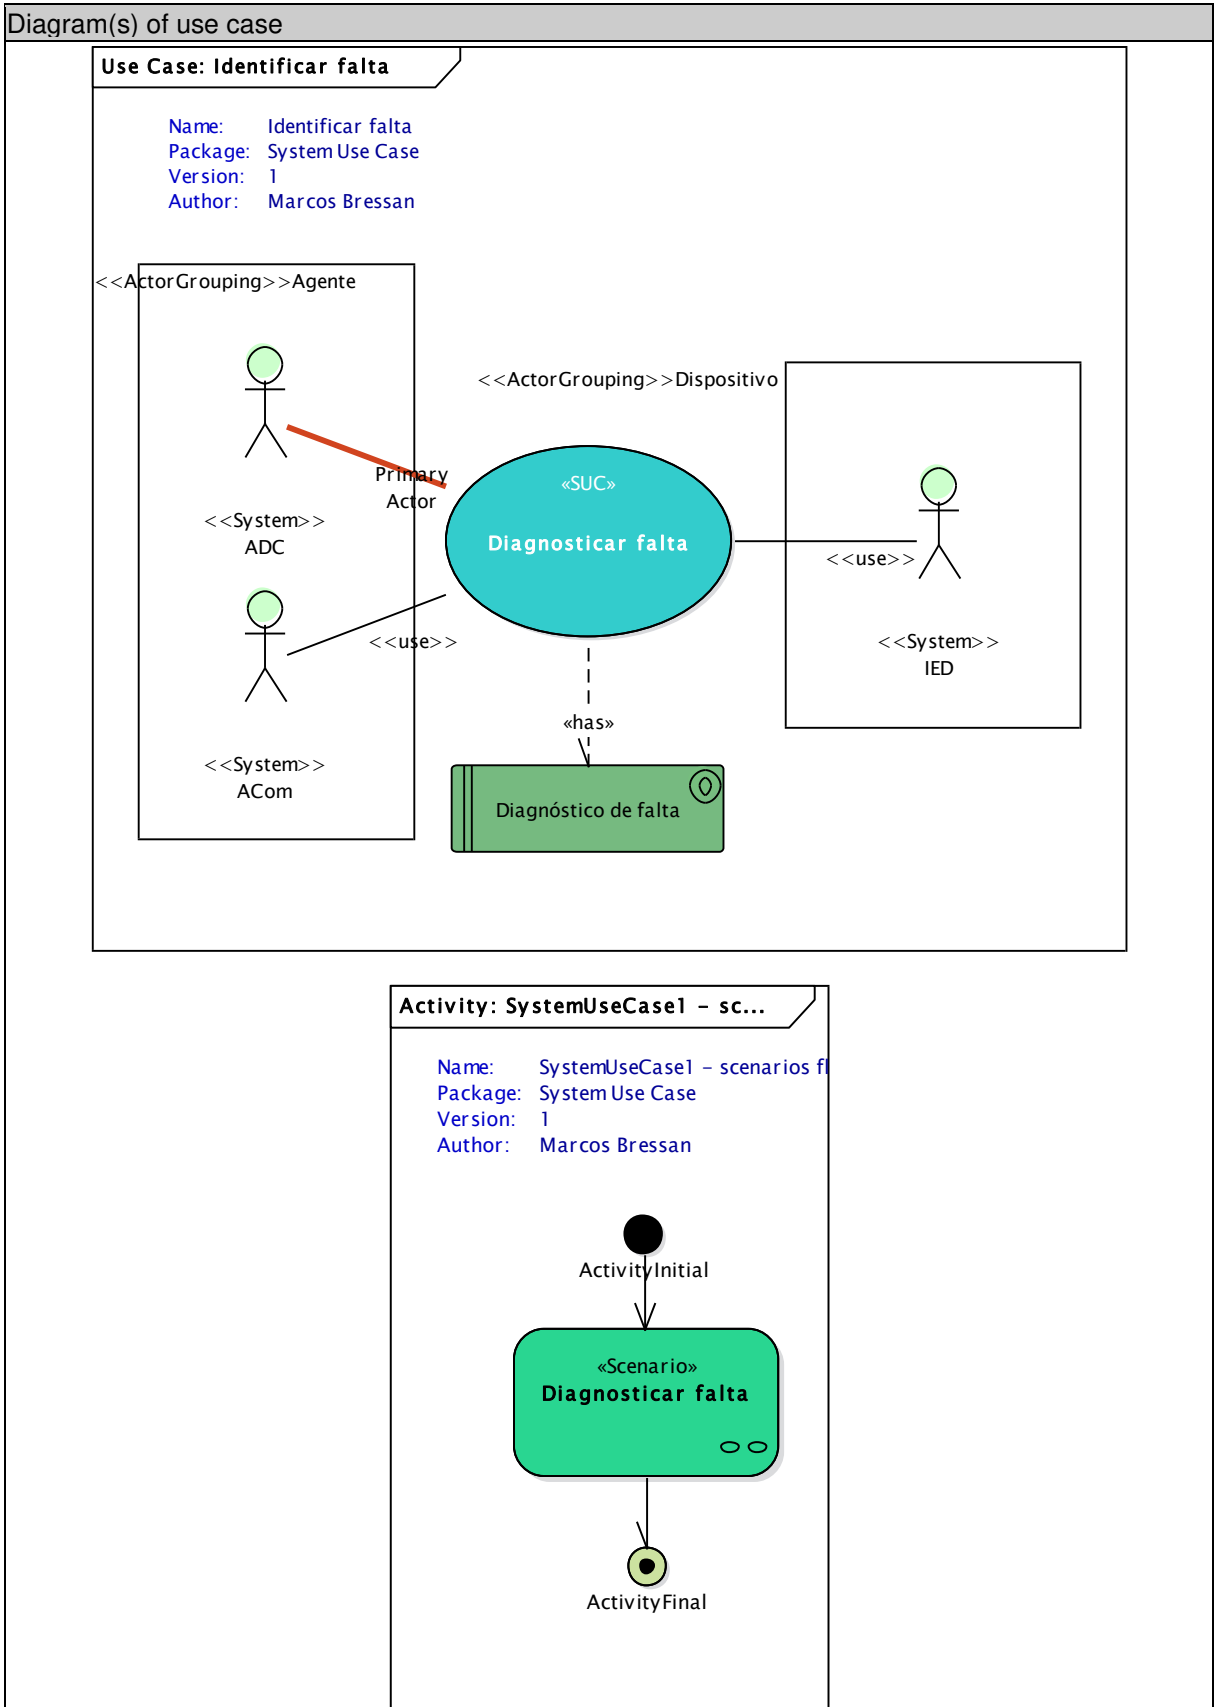 Diagram(s) of use case
Use Case: Identificar falta
Name: Identificar falta
Package: System Use Case
Version: 1
Author: Marcos Bressan
<<ActorGrouping>>Agente
<<ActorGrouping>>Dispositivo
Primary
Actor
«SUC»
Diagnosticar falta
<<System>>
ADC
<<use>>
<<use>>
<<System>>
IED
«has»
<<System>>
ACom
Diagnóstico de falta
Activity: SystemUseCase1 - sc...
Name: SystemUseCase1 - scenarios fl
Package: System Use Case
Version: 1
Author: Marcos Bressan
ActivityInitial
«Scenario»
Diagnosticar falta
ActivityFinal